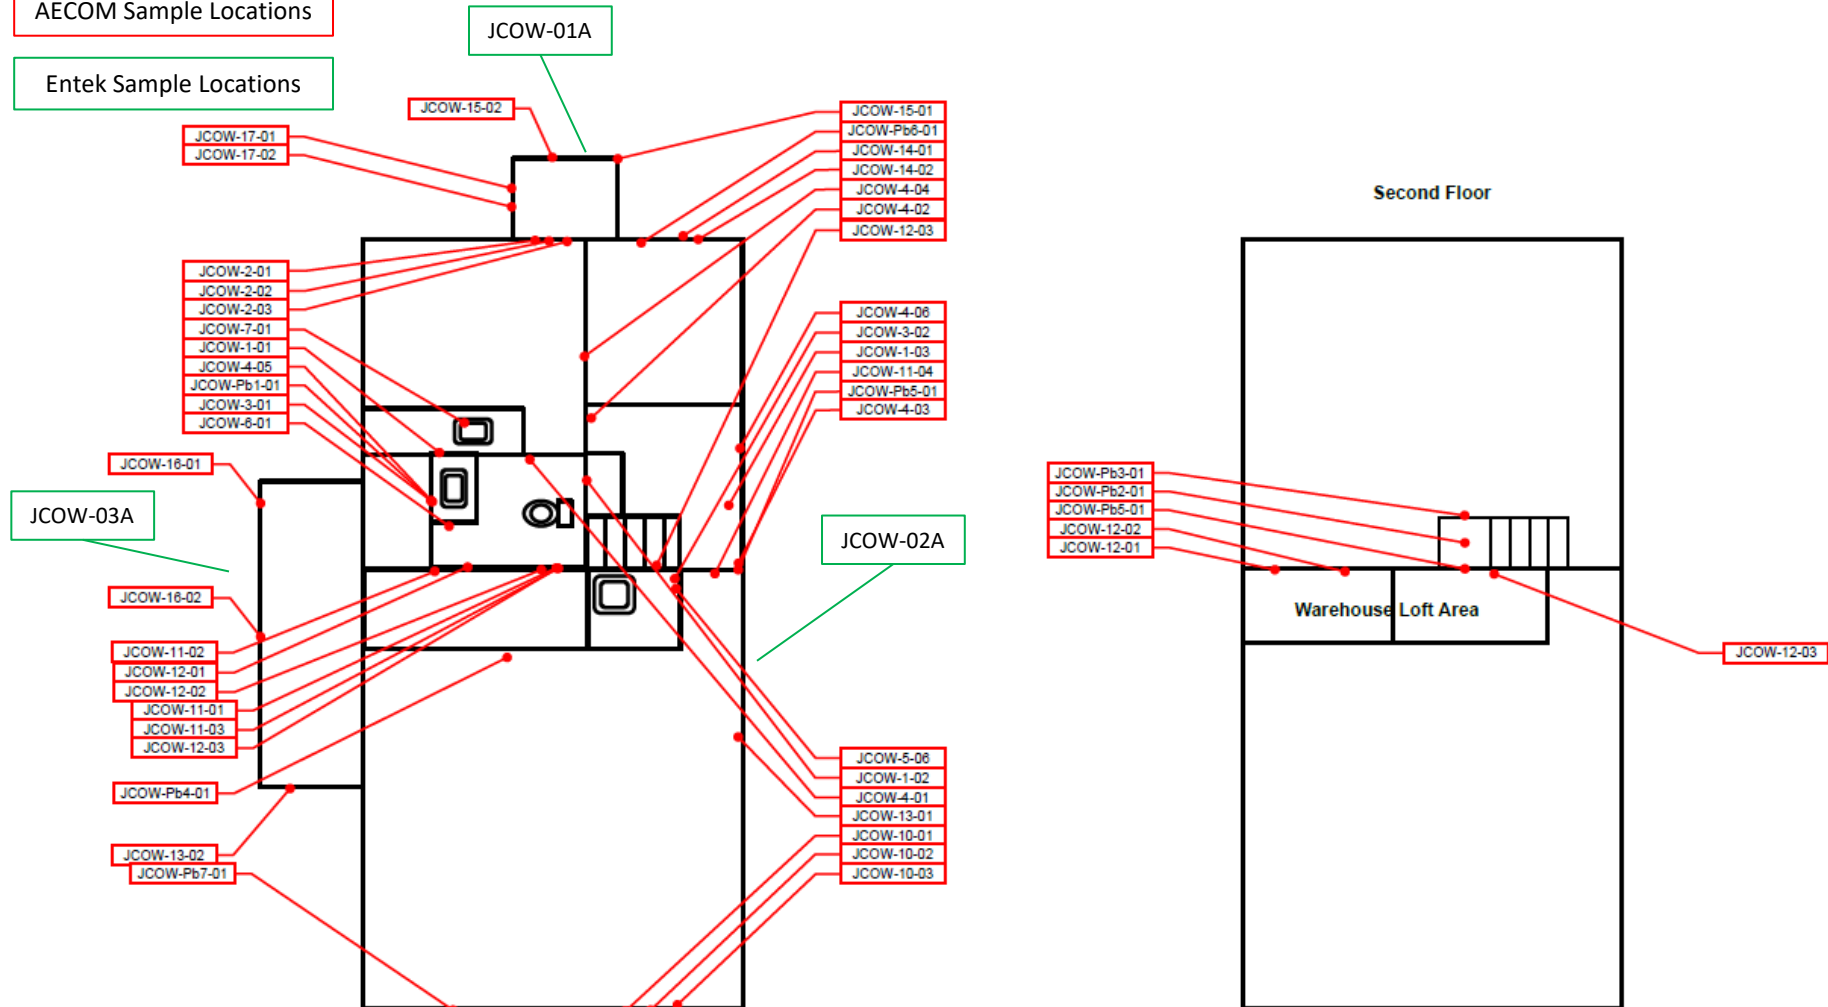 AECOM Sample Locations
Entek Sample Locations
JCOW-01A
JCOW-15-02
JCOW-17-01
JCOW-17-02
JCOW-15-01
JCOW-Pb6-01
JCOW-14-01
JCOW-14-02
JCOW-4-04
JCOW-4-02
JCOW-12-03
JCOW-2-01
JCOW-2-02
JCOW-2-03
JCOW-7-01
JCOW-1-01
JCOW-4-05
JCOW-Pb1-01
JCOW-3-01
JCOW-6-01
JCOW-4-06
JCOW-3-02
JCOW-1-03
JCOW-11-04
JCOW-Pb5-01
JCOW-4-03
JCOW-16-01
JCOW-03A
JCOW-02A
JCOW-16-02
JCOW-11-02
JCOW-12-01
JCOW-12-02
JCOW-11-01
JCOW-11-03
JCOW-12-03
JCOW-Pb4-01
JCOW-13-02
JCOW-Pb7-01
JCOW-5-06
JCOW-1-02
JCOW-4-01
JCOW-13-01
JCOW-10-01
JCOW-10-02
JCOW-10-03
Second Floor
JCOW-Pb3-01
JCOW-Pb2-01
JCOW-Pb5-01
JCOW-12-02
JCOW-12-01
Warehouse Loft Area
JCOW-12-03